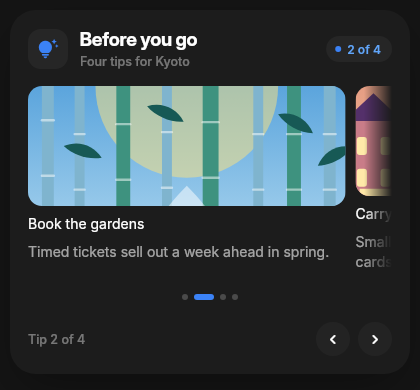 Before you go
Four tips for Kyoto
2 of 4
Book the gardens
Timed tickets sell out a week ahead in spring.
Carry
cards
Tip 2 of 4